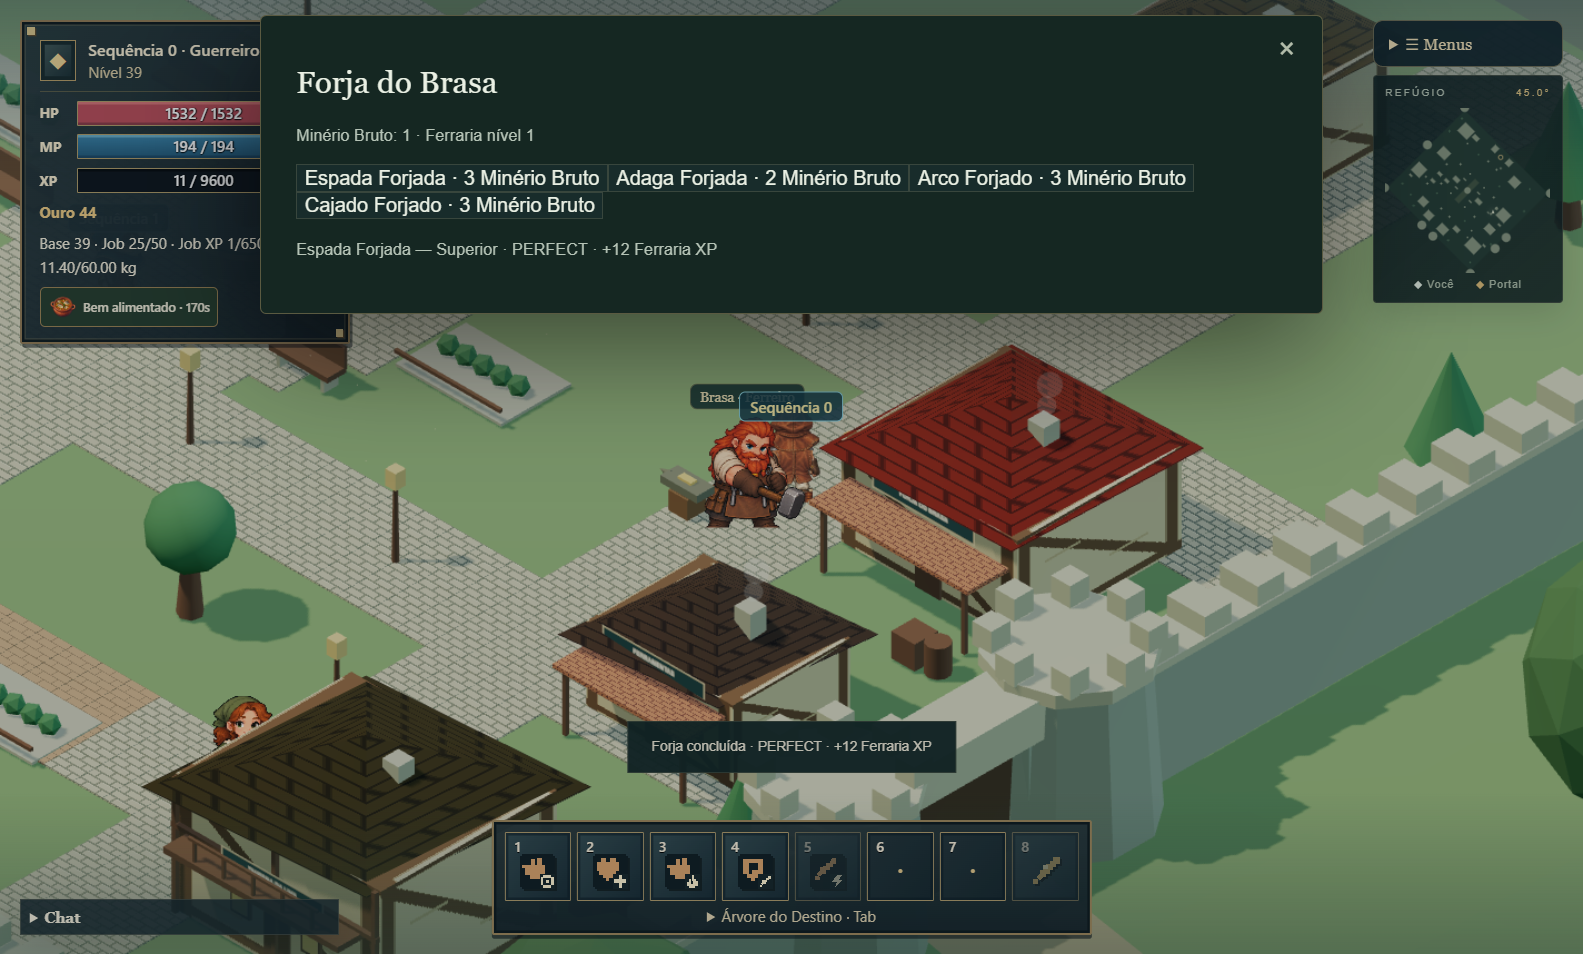 Sequência 0 · Guerreiro
Nível 39
HP 1532 / 1532
MP 194 / 194
XP 11 / 9600
Ouro 44
Base 39 · Job 25/50 · Job XP 1/650
11.40/60.00 kg
Bem alimentado · 170s
Forja do Brasa
×
Minério Bruto: 1 · Ferraria nível 1
Espada Forjada · 3 Minério Bruto
Adaga Forjada · 2 Minério Bruto
Arco Forjado · 3 Minério Bruto
Cajado Forjado · 3 Minério Bruto
Espada Forjada — Superior · PERFECT · +12 Ferraria XP
▶ ☰ Menus
REFÚGIO 45.0°
◆ Você ◆ Portal
Brasa
Sequência 0
Forja concluída · PERFECT · +12 Ferraria XP
1 2 3 4 5 6 7 8
▶ Árvore do Destino · Tab
▶ Chat